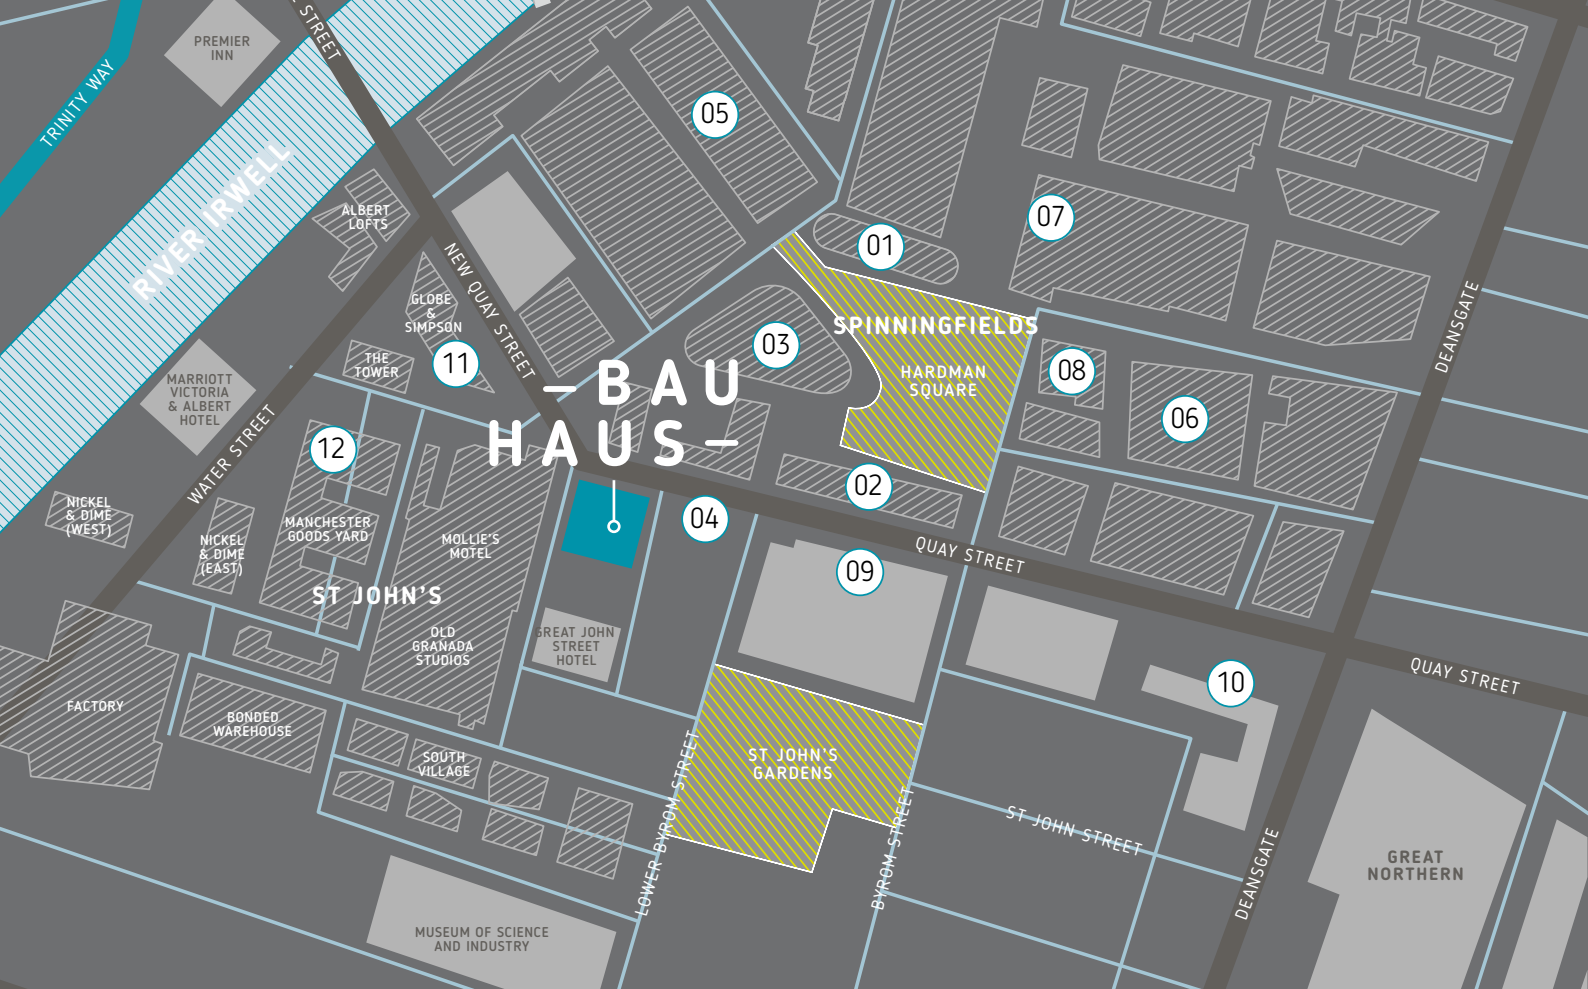 STREET
PREMIER
INN
TRINITY WAY
RIVER IRWELL
05
ALBERT
LOFTS
07
01
NEW QUAY STREET
GLOBE
&
SIMPSON
11
THE
TOWER
03
SPINNINGFIELDS
HARDMAN
SQUARE
08
06
DEANSGATE
MARRIOTT
VICTORIA
& ALBERT
HOTEL
WATER STREET
– BAU
HAUS –
12
02
04
09
QUAY STREET
NICKEL
& DIME
(WEST)
NICKEL
& DIME
(EAST)
MANCHESTER
GOODS YARD
MOLLIE'S
MOTEL
ST JOHN'S
OLD
GRANADA
STUDIOS
GREAT JOHN
STREET
HOTEL
10
QUAY STREET
FACTORY
BONDED
WAREHOUSE
SOUTH
VILLAGE
ST JOHN'S
GARDENS
LOWER BYROM STREET
BYROM STREET
ST JOHN STREET
DEANSGATE
GREAT
NORTHERN
MUSEUM OF SCIENCE
AND INDUSTRY